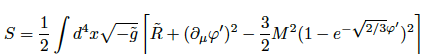 S = \frac{1}{2} \int d^4x \sqrt{-\tilde{g}} \left[ \tilde{R} + (\partial_\mu \varphi')^2 - \frac{3}{2} M^2 (1 - e^{-\sqrt{2/3}\varphi'})^2 \right]